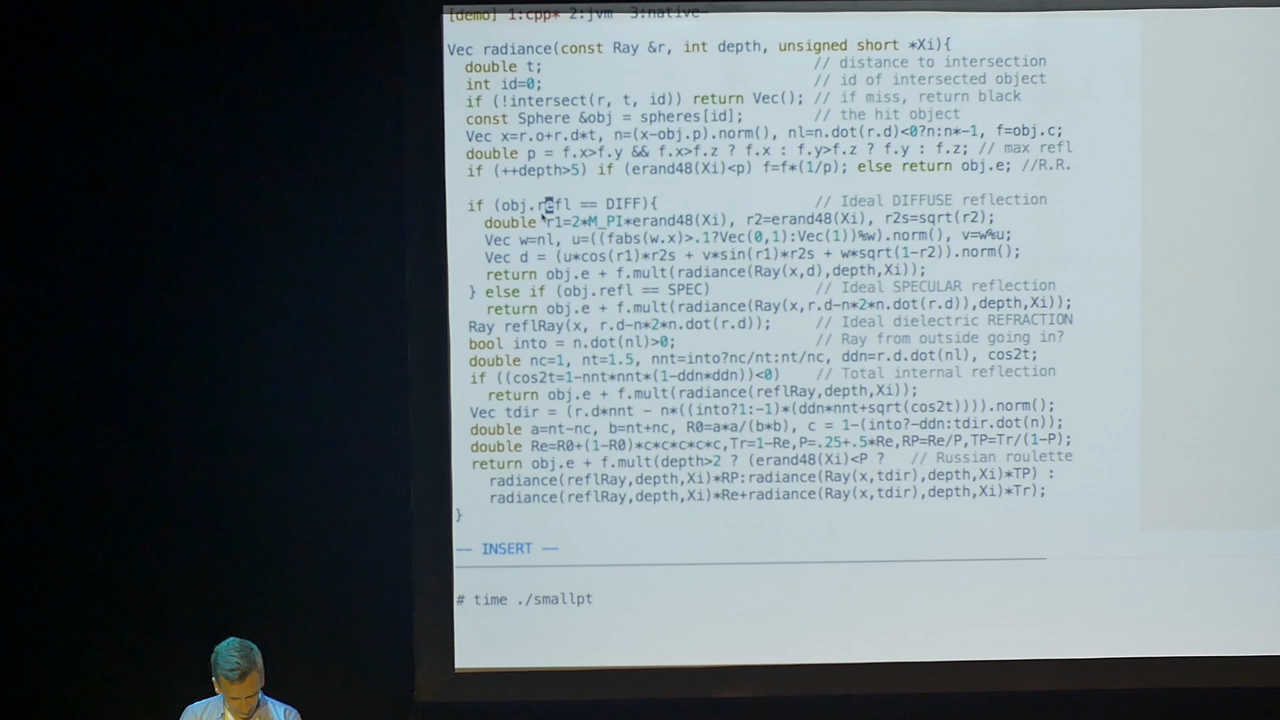 [demo] 1:cpp* 2:jvm 3:native-
Vec radiance(const Ray &r, int depth, unsigned short *Xi){
double t; // distance to intersection
int id=0; // id of intersected object
if (!intersect(r, t, id)) return Vec(); // if miss, return black
const Sphere &obj = spheres[id]; // the hit object
Vec x=r.o+r.d*t, n=(x-obj.p).norm(), nl=n.dot(r.d)<0?n:n*-1, f=obj.c;
double p = f.x>f.y && f.x>f.z ? f.x : f.y>f.z ? f.y : f.z; // max refl
if (++depth>5) if (erand48(Xi)<p) f=f*(1/p); else return obj.e; //R.R.
if (obj.refl == DIFF){ // Ideal DIFFUSE reflection
double r1=2*M_PI*erand48(Xi), r2=erand48(Xi), r2s=sqrt(r2);
Vec w=nl, u=((fabs(w.x)>.1?Vec(0,1):Vec(1))%w).norm(), v=w%u;
Vec d = (u*cos(r1)*r2s + v*sin(r1)*r2s + w*sqrt(1-r2)).norm();
return obj.e + f.mult(radiance(Ray(x,d),depth,Xi));
} else if (obj.refl == SPEC) // Ideal SPECULAR reflection
return obj.e + f.mult(radiance(Ray(x,r.d-n*2*n.dot(r.d)),depth,Xi));
Ray reflRay(x, r.d-n*2*n.dot(r.d)); // Ideal dielectric REFRACTION
bool into = n.dot(nl)>0; // Ray from outside going in?
double nc=1, nt=1.5, nnt=into?nc/nt:nt/nc, ddn=r.d.dot(nl), cos2t;
if ((cos2t=1-nnt*nnt*(1-ddn*ddn))<0) // Total internal reflection
return obj.e + f.mult(radiance(reflRay,depth,Xi));
Vec tdir = (r.d*nnt - n*((into?1:-1)*(ddn*nnt+sqrt(cos2t)))).norm();
double a=nt-nc, b=nt+nc, R0=a*a/(b*b), c = 1-(into?-ddn:tdir.dot(n));
double Re=R0+(1-R0)*c*c*c*c*c,Tr=1-Re,P=.25+.5*Re,RP=Re/P,TP=Tr/(1-P);
return obj.e + f.mult(depth>2 ? (erand48(Xi)<P ? // Russian roulette
radiance(reflRay,depth,Xi)*RP:radiance(Ray(x,tdir),depth,Xi)*TP) :
radiance(reflRay,depth,Xi)*Re+radiance(Ray(x,tdir),depth,Xi)*Tr);
}
-- INSERT --
# time ./smallpt